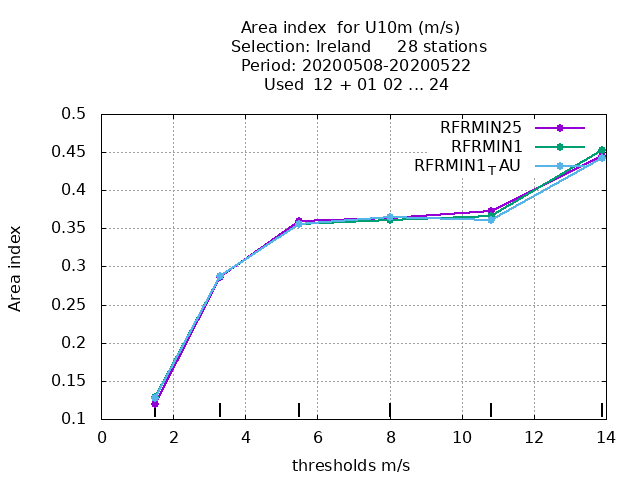 Area index  for U10m (m/s)
Selection: Ireland     28 stations
Period: 20200508-20200522
Used  12 + 01 02 ... 24
RFRMIN25
RFRMIN1
RFRMIN1TAU
0.5
0.45
0.4
0.35
0.3
0.25
0.2
0.15
0.1
Area index
0 2 4 6 8 10 12 14
thresholds m/s